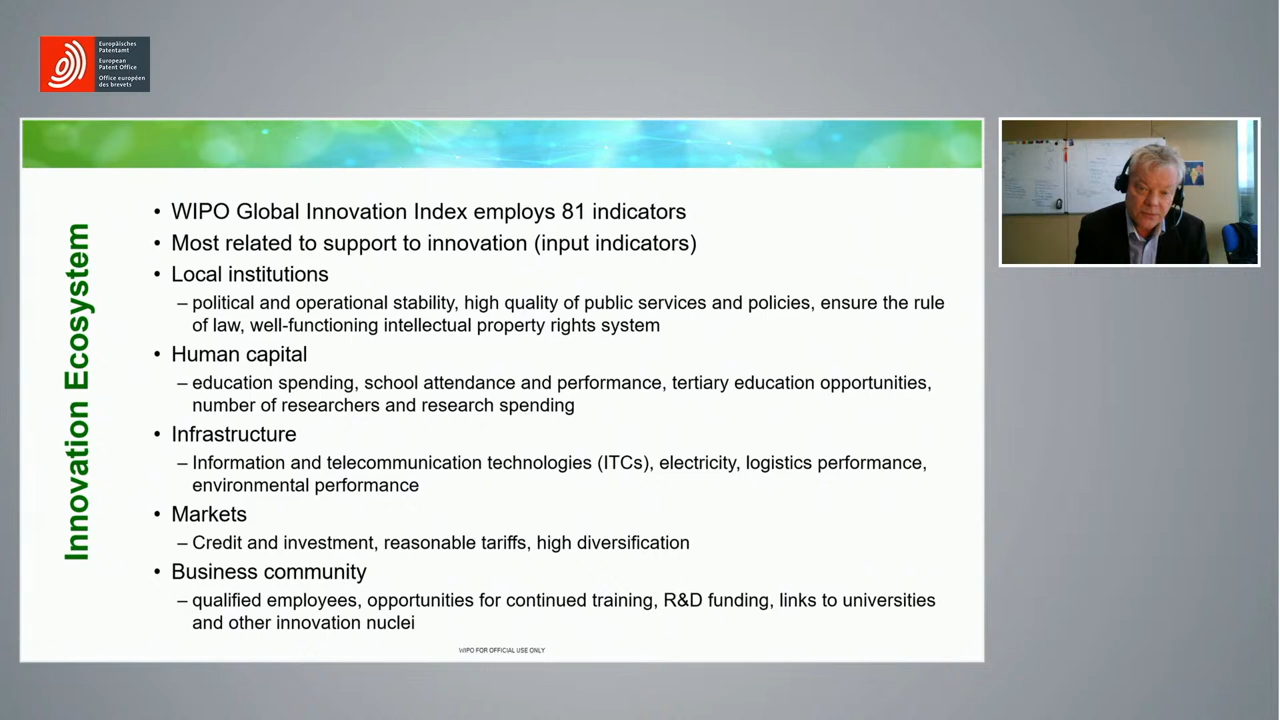 Europäisches
Patentamt
European
Patent Office
Office européen
des brevets
Innovation Ecosystem
• WIPO Global Innovation Index employs 81 indicators
• Most related to support to innovation (input indicators)
• Local institutions
– political and operational stability, high quality of public services and policies, ensure the rule
of law, well-functioning intellectual property rights system
• Human capital
– education spending, school attendance and performance, tertiary education opportunities,
number of researchers and research spending
• Infrastructure
– Information and telecommunication technologies (ITCs), electricity, logistics performance,
environmental performance
• Markets
– Credit and investment, reasonable tariffs, high diversification
• Business community
– qualified employees, opportunities for continued training, R&D funding, links to universities
and other innovation nuclei
WIPO FOR OFFICIAL USE ONLY